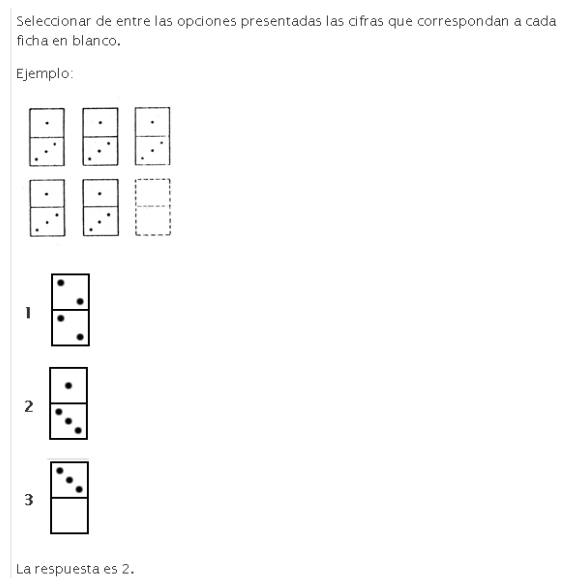 Seleccionar de entre las opciones presentadas las cifras que correspondan a cada
ficha en blanco.
Ejemplo:
1
2
3
La respuesta es 2.